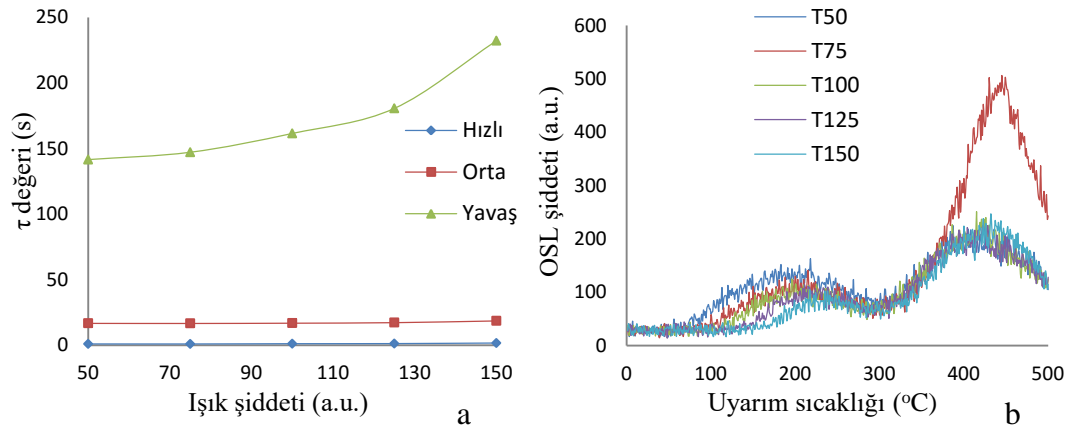 250
200
150
100
50
0
τ değeri (s)
50 70 90 110 130 150
Işık şiddeti (a.u.)
Hızlı
Orta
Yavaş
a
600
500
400
300
200
100
0
OSL şiddeti (a.u.)
0 100 200 300 400 500
Uyarım sıcaklığı (°C)
T50
T75
T100
T125
T150
b